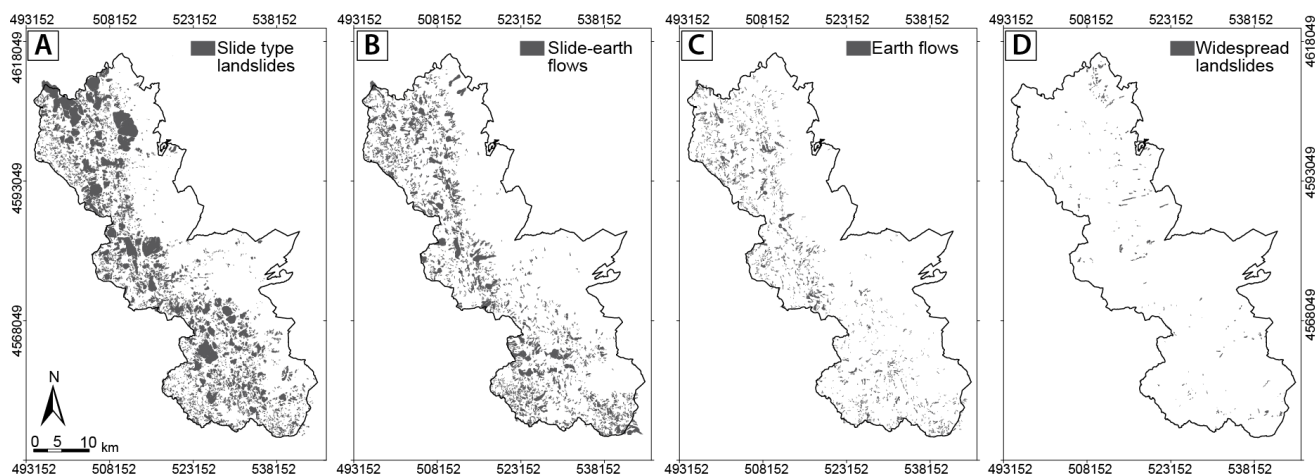 493152 508152 523152 538152 493152 508152 523152 538152 493152 508152 523152 538152 493152 508152 523152 538152
A
Slide type
landslides
B
Slide-earth
flows
C
Earth flows
D
Widespread
landslides
4618049
4593049
4568049
4618049
4593049
4568049
N
0 5 10 km
493152 508152 523152 538152 493152 508152 523152 538152 493152 508152 523152 538152 493152 508152 523152 538152